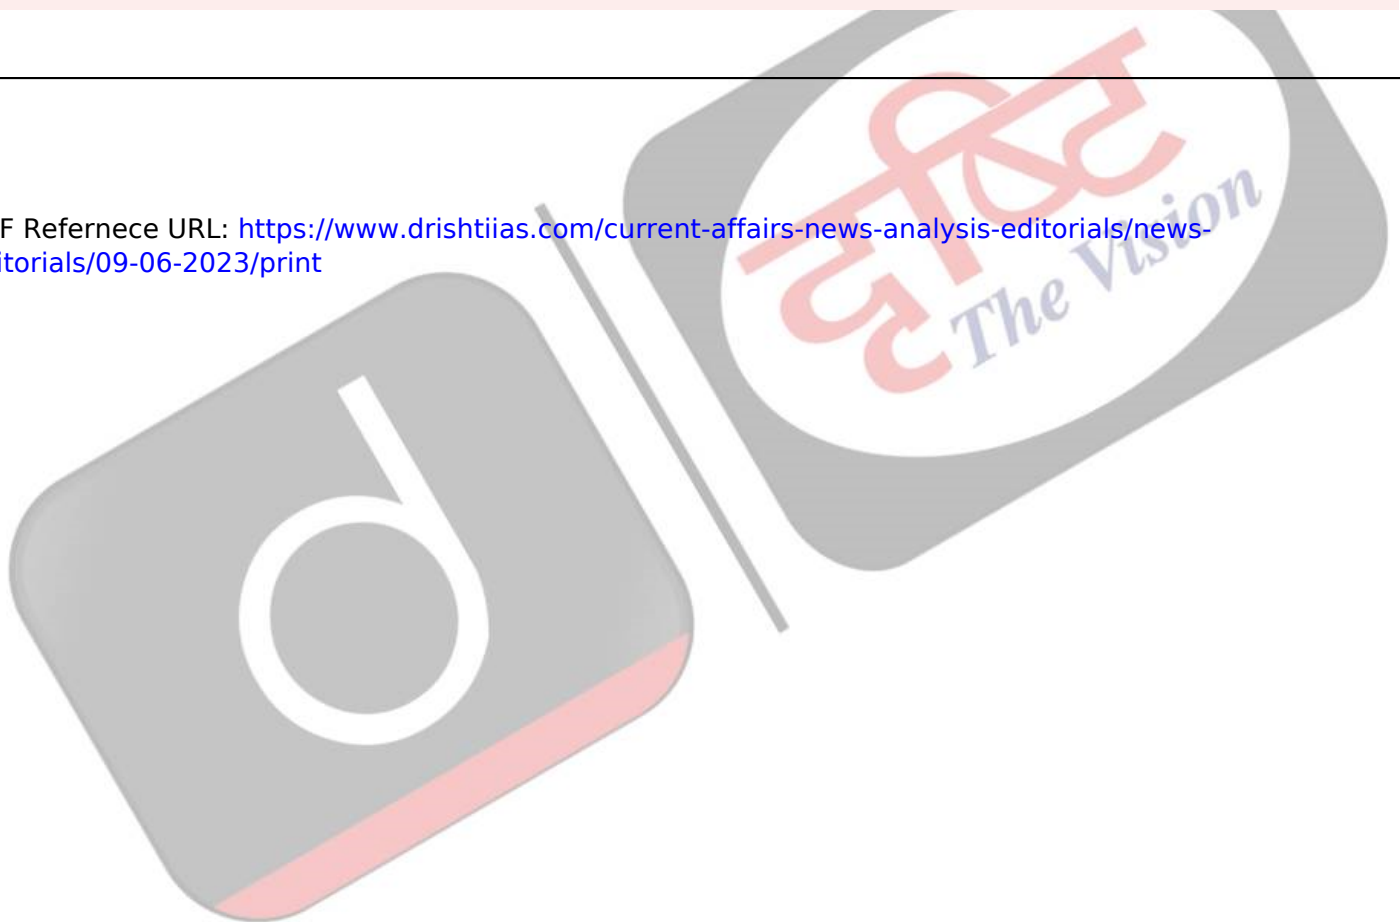 F Refernece URL: https://www.drishtiias.com/current-affairs-news-analysis-editorials/news-
itorials/09-06-2023/print
दृष्टि
The Vision
d